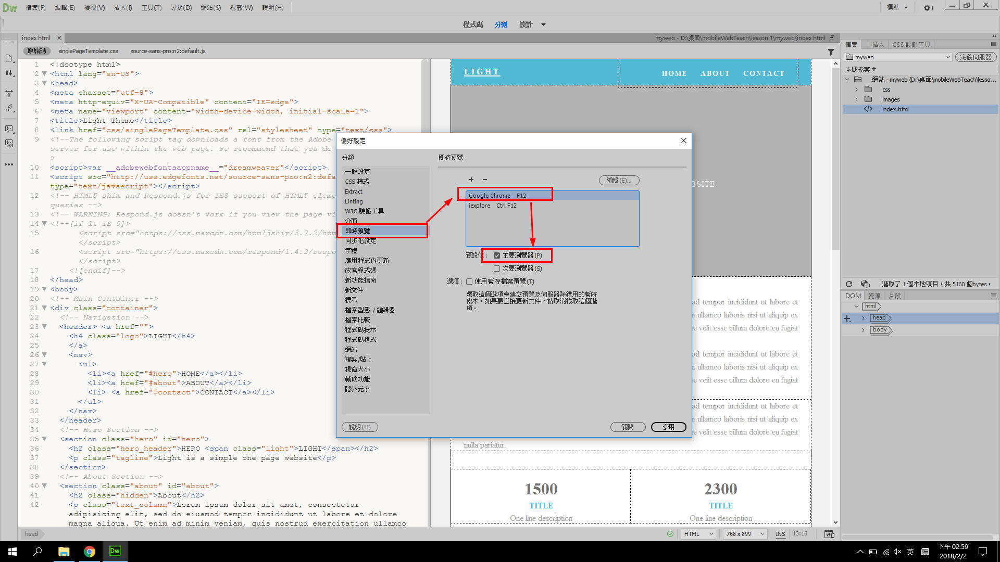 Dw 檔案(F) 編輯(E) 檢視(V) 插入(I) 工具(T) 尋找(D) 網站(S) 視窗(W) 說明(H) 標準
程式碼 分割 設計
index.html × myweb - D:\桌面\mobileWebTeach\lesson 1\myweb\index.html
原始碼 singlePageTemplate.css source-sans-pro:n2:default.js
1 <!doctype html>
2 <html lang="en-US">
3 <head>
4 <meta charset="utf-8">
5 <meta http-equiv="X-UA-Compatible" content="IE=edge">
6 <meta name="viewport" content="width=device-width, initial-scale=1">
7 <title>Light Theme</title>
8 <link href="css/singlePageTemplate.css" rel="stylesheet" type="text/css">
9 <!--The following script tag downloads a font from the Adobe
server for use within the web page. We recommend that you do
>
10 <script>var __adobewebfontsappname__="dreamweaver"</script>
11 <script src="http://use.edgefonts.net/source-sans-pro:n2:defa
type="text/javascript"></script>
12 <!-- HTML5 shim and Respond.js for IE8 support of HTML5 eleme
queries -->
13 <!-- WARNING: Respond.js doesn't work if you view the page vi
14 <!--[if lt IE 9]>
15 <script src="https://oss.maxcdn.com/html5shiv/3.7.2/htm
</script>
16 <script src="https://oss.maxcdn.com/respond/1.4.2/respo
</script>
17 <![endif]-->
18 </head>
19 <body>
20 <!-- Main Container -->
21 <div class="container">
22 <!-- Navigation -->
23 <header> <a href="">
24 <h4 class="logo">LIGHT</h4>
25 </a>
26 <nav>
27 <ul>
28 <li><a href="#hero">HOME</a></li>
29 <li><a href="#about">ABOUT</a></li>
30 <li> <a href="#contact">CONTACT</a></li>
31 </ul>
32 </nav>
33 </header>
34 <!-- Hero Section -->
35 <section class="hero" id="hero">
36 <h2 class="hero_header">HERO <span class="light">LIGHT</span></h2>
37 <p class="tagline">Light is a simple one page website</p>
38 </section>
39 <!-- About Section -->
40 <section class="about" id="about">
41 <h2 class="hidden">About</h2>
42 <p class="text_column">Lorem ipsum dolor sit amet, consectetur
adipisicing elit, sed do eiusmod tempor incididunt ut labore et dolore
magna aliqua. Ut enim ad minim veniam, quis nostrud exercitation ullamco
LIGHT HOME ABOUT CONTACT
BSITE
od tempor incididunt ut labore et
n ullamco laboris nisi ut aliquip ex
te velit esse cillum dolore eu fugiat
od tempor incididunt ut labore et
n ullamco laboris nisi ut aliquip ex
te velit esse cillum dolore eu fugiat
od tempor incididunt ut labore et
n ullamco laboris nisi ut aliquip ex
te velit esse cillum dolore eu fugiat
nulla pariatur.
1500 2300
TITLE TITLE
One line description One line description
偏好設定
分類
一般設定
CSS 樣式
Extract
Linting
W3C 驗證工具
介面
即時預覽
同步化設定
字體
應用程式內更新
改寫程式碼
新功能指南
新文件
標示
檔案型態 / 編輯器
檔案比較
程式碼提示
程式碼格式
網站
複製/貼上
視窗大小
輔助功能
隱藏元素
即時預覽
+ − 編輯(E)...
Google Chrome F12
iexplore Ctrl F12
預設值: 主要瀏覽器(P)
次要瀏覽器(S)
選項: 使用暫存檔案預覽(T)
選取這個選項會建立預覽及伺服器除錯用的暫時
複本。如果要直接更新文件，請取消核取這個選
項。
說明(H) 關閉 套用
檔案 插入 CSS 設計工具
myweb 定義伺服器
本機檔案
網站 - myweb (D:\桌面\mobileWebTeach\lesso...
css
images
index.html
選取了 1 個本地項目，共 5160 個bytes。
DOM 資源 片段
html
head
body
head HTML 768 x 899 INS 13:16
Dw 英 下午 02:59
2018/2/2